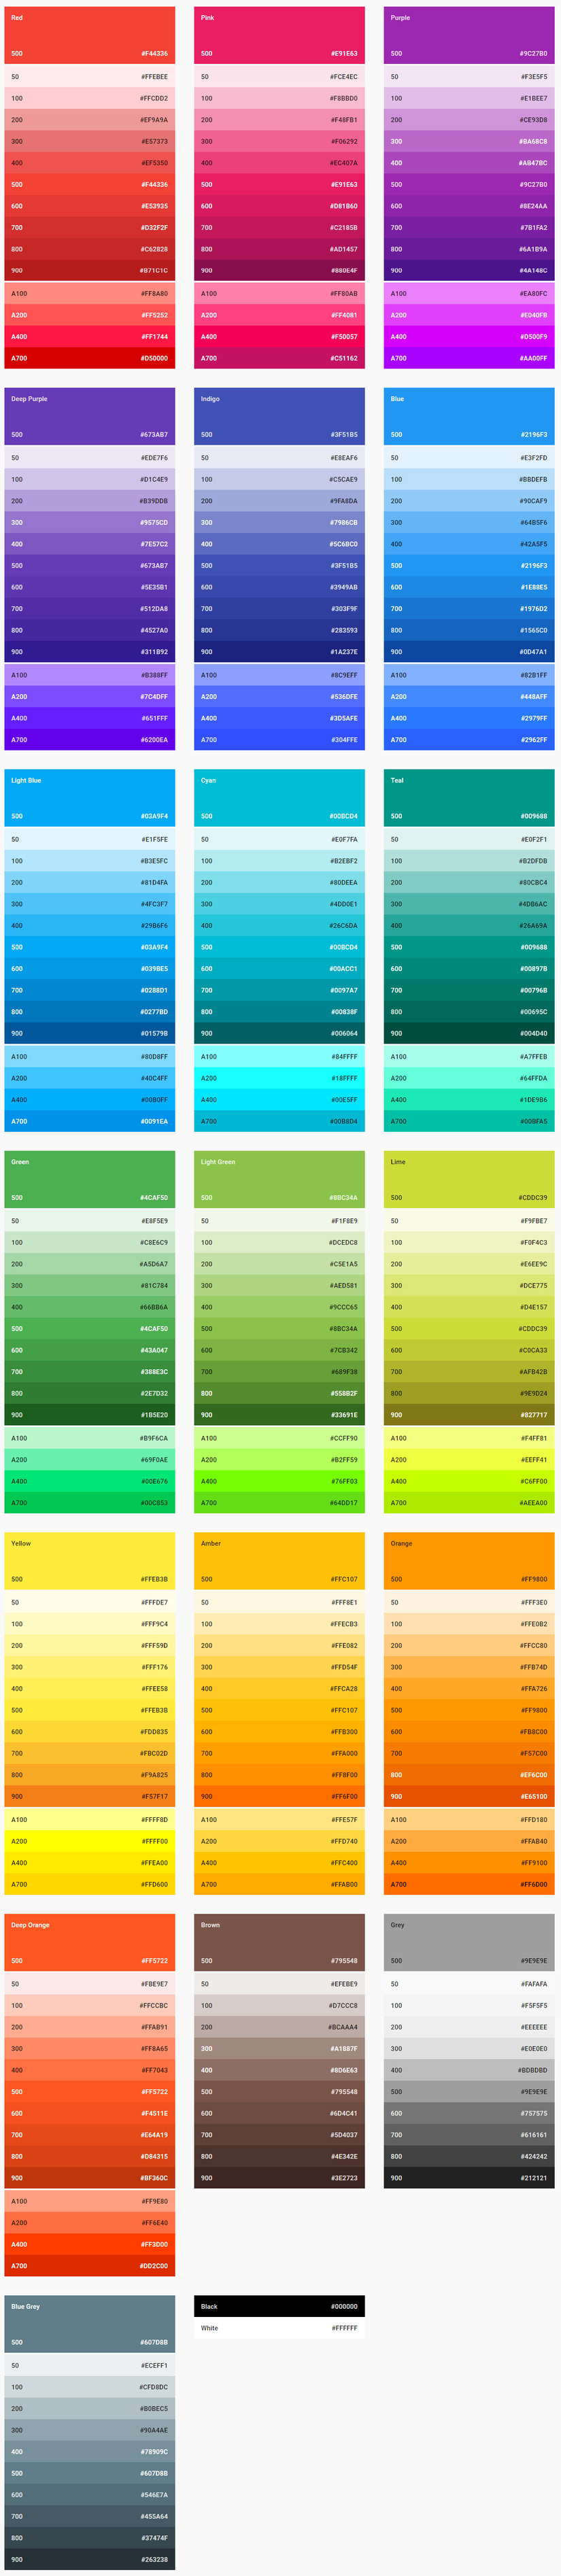 Red
500 #F44336
50 #FFEBEE
100 #FFCDD2
200 #EF9A9A
300 #E57373
400 #EF5350
500 #F44336
600 #E53935
700 #D32F2F
800 #C62828
900 #B71C1C
A100 #FF8A80
A200 #FF5252
A400 #FF1744
A700 #D50000
Pink
500 #E91E63
50 #FCE4EC
100 #F8BBD0
200 #F48FB1
300 #F06292
400 #EC407A
500 #E91E63
600 #D81B60
700 #C2185B
800 #AD1457
900 #880E4F
A100 #FF80AB
A200 #FF4081
A400 #F50057
A700 #C51162
Purple
500 #9C27B0
50 #F3E5F5
100 #E1BEE7
200 #CE93D8
300 #BA68C8
400 #AB47BC
500 #9C27B0
600 #8E24AA
700 #7B1FA2
800 #6A1B9A
900 #4A148C
A100 #EA80FC
A200 #E040FB
A400 #D500F9
A700 #AA00FF
Deep Purple
500 #673AB7
50 #EDE7F6
100 #D1C4E9
200 #B39DDB
300 #9575CD
400 #7E57C2
500 #673AB7
600 #5E35B1
700 #512DA8
800 #4527A0
900 #311B92
A100 #B388FF
A200 #7C4DFF
A400 #651FFF
A700 #6200EA
Indigo
500 #3F51B5
50 #E8EAF6
100 #C5CAE9
200 #9FA8DA
300 #7986CB
400 #5C6BC0
500 #3F51B5
600 #3949AB
700 #303F9F
800 #283593
900 #1A237E
A100 #8C9EFF
A200 #536DFE
A400 #3D5AFE
A700 #304FFE
Blue
500 #2196F3
50 #E3F2FD
100 #BBDEFB
200 #90CAF9
300 #64B5F6
400 #42A5F5
500 #2196F3
600 #1E88E5
700 #1976D2
800 #1565C0
900 #0D47A1
A100 #82B1FF
A200 #448AFF
A400 #2979FF
A700 #2962FF
Light Blue
500 #03A9F4
50 #E1F5FE
100 #B3E5FC
200 #81D4FA
300 #4FC3F7
400 #29B6F6
500 #03A9F4
600 #039BE5
700 #0288D1
800 #0277BD
900 #01579B
A100 #80D8FF
A200 #40C4FF
A400 #00B0FF
A700 #0091EA
Cyan
500 #00BCD4
50 #E0F7FA
100 #B2EBF2
200 #80DEEA
300 #4DD0E1
400 #26C6DA
500 #00BCD4
600 #00ACC1
700 #0097A7
800 #00838F
900 #006064
A100 #84FFFF
A200 #18FFFF
A400 #00E5FF
A700 #00B8D4
Teal
500 #009688
50 #E0F2F1
100 #B2DFDB
200 #80CBC4
300 #4DB6AC
400 #26A69A
500 #009688
600 #00897B
700 #00796B
800 #00695C
900 #004D40
A100 #A7FFEB
A200 #64FFDA
A400 #1DE9B6
A700 #00BFA5
Green
500 #4CAF50
50 #E8F5E9
100 #C8E6C9
200 #A5D6A7
300 #81C784
400 #66BB6A
500 #4CAF50
600 #43A047
700 #388E3C
800 #2E7D32
900 #1B5E20
A100 #B9F6CA
A200 #69F0AE
A400 #00E676
A700 #00C853
Light Green
500 #8BC34A
50 #F1F8E9
100 #DCEDC8
200 #C5E1A5
300 #AED581
400 #9CCC65
500 #8BC34A
600 #7CB342
700 #689F38
800 #558B2F
900 #33691E
A100 #CCFF90
A200 #B2FF59
A400 #76FF03
A700 #64DD17
Lime
500 #CDDC39
50 #F9FBE7
100 #F0F4C3
200 #E6EE9C
300 #DCE775
400 #D4E157
500 #CDDC39
600 #C0CA33
700 #AFB42B
800 #9E9D24
900 #827717
A100 #F4FF81
A200 #EEFF41
A400 #C6FF00
A700 #AEEA00
Yellow
500 #FFEB3B
50 #FFFDE7
100 #FFF9C4
200 #FFF59D
300 #FFF176
400 #FFEE58
500 #FFEB3B
600 #FDD835
700 #FBC02D
800 #F9A825
900 #F57F17
A100 #FFFF8D
A200 #FFFF00
A400 #FFEA00
A700 #FFD600
Amber
500 #FFC107
50 #FFF8E1
100 #FFECB3
200 #FFE082
300 #FFD54F
400 #FFCA28
500 #FFC107
600 #FFB300
700 #FFA000
800 #FF8F00
900 #FF6F00
A100 #FFE57F
A200 #FFD740
A400 #FFC400
A700 #FFAB00
Orange
500 #FF9800
50 #FFF3E0
100 #FFE0B2
200 #FFCC80
300 #FFB74D
400 #FFA726
500 #FF9800
600 #FB8C00
700 #F57C00
800 #EF6C00
900 #E65100
A100 #FFD180
A200 #FFAB40
A400 #FF9100
A700 #FF6D00
Deep Orange
500 #FF5722
50 #FBE9E7
100 #FFCCBC
200 #FFAB91
300 #FF8A65
400 #FF7043
500 #FF5722
600 #F4511E
700 #E64A19
800 #D84315
900 #BF360C
A100 #FF9E80
A200 #FF6E40
A400 #FF3D00
A700 #DD2C00
Brown
500 #795548
50 #EFEBE9
100 #D7CCC8
200 #BCAAA4
300 #A1887F
400 #8D6E63
500 #795548
600 #6D4C41
700 #5D4037
800 #4E342E
900 #3E2723
Grey
500 #9E9E9E
50 #FAFAFA
100 #F5F5F5
200 #EEEEEE
300 #E0E0E0
400 #BDBDBD
500 #9E9E9E
600 #757575
700 #616161
800 #424242
900 #212121
Blue Grey
500 #607D8B
50 #ECEFF1
100 #CFD8DC
200 #B0BEC5
300 #90A4AE
400 #78909C
500 #607D8B
600 #546E7A
700 #455A64
800 #37474F
900 #263238
Black #000000
White #FFFFFF